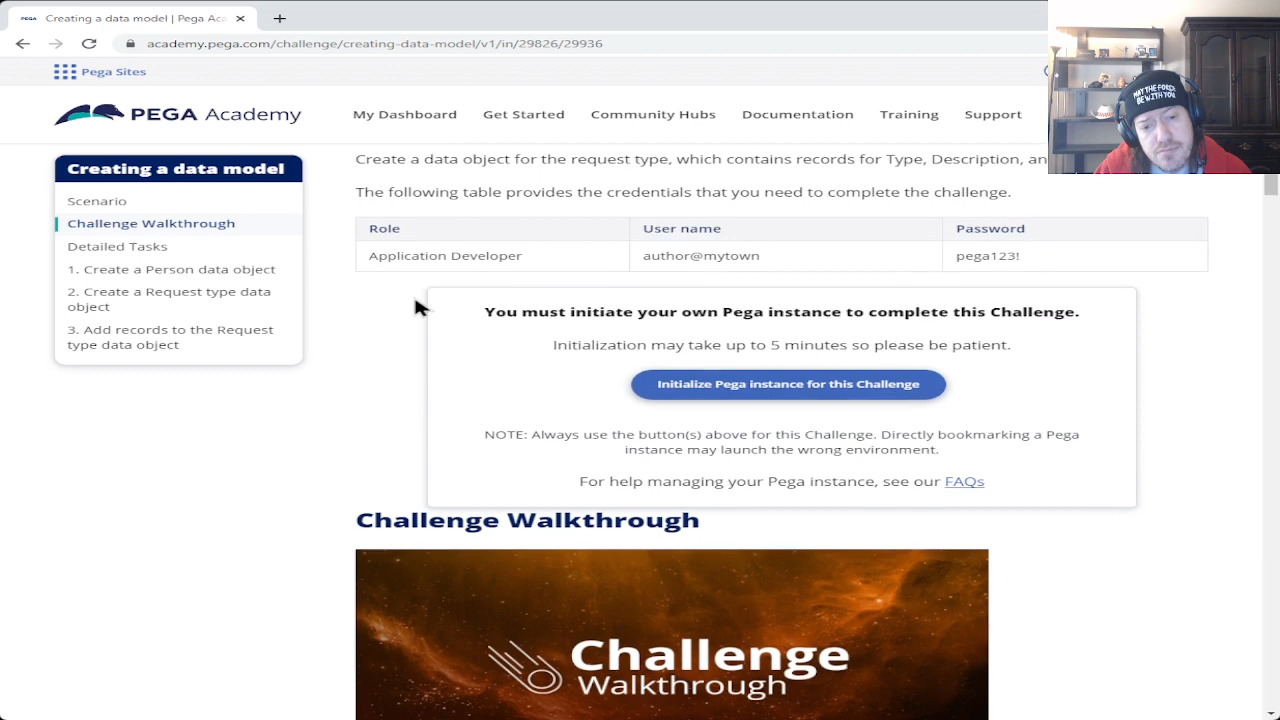 PEGA Creating a data model | Pega Aca
academy.pega.com/challenge/creating-data-model/v1/in/29826/29936
Pega Sites
PEGA Academy
My Dashboard Get Started Community Hubs Documentation Training Support
Creating a data model
Scenario
Challenge Walkthrough
Detailed Tasks
1. Create a Person data object
2. Create a Request type data
object
3. Add records to the Request
type data object
Create a data object for the request type, which contains records for Type, Description, an
The following table provides the credentials that you need to complete the challenge.
Role User name Password
Application Developer author@mytown pega123!
You must initiate your own Pega instance to complete this Challenge.
Initialization may take up to 5 minutes so please be patient.
Initialize Pega instance for this Challenge
NOTE: Always use the button(s) above for this Challenge. Directly bookmarking a Pega
instance may launch the wrong environment.
For help managing your Pega instance, see our FAQs
Challenge Walkthrough
Challenge
Walkthrough
MAY THE FORCE
BE WITH YOU